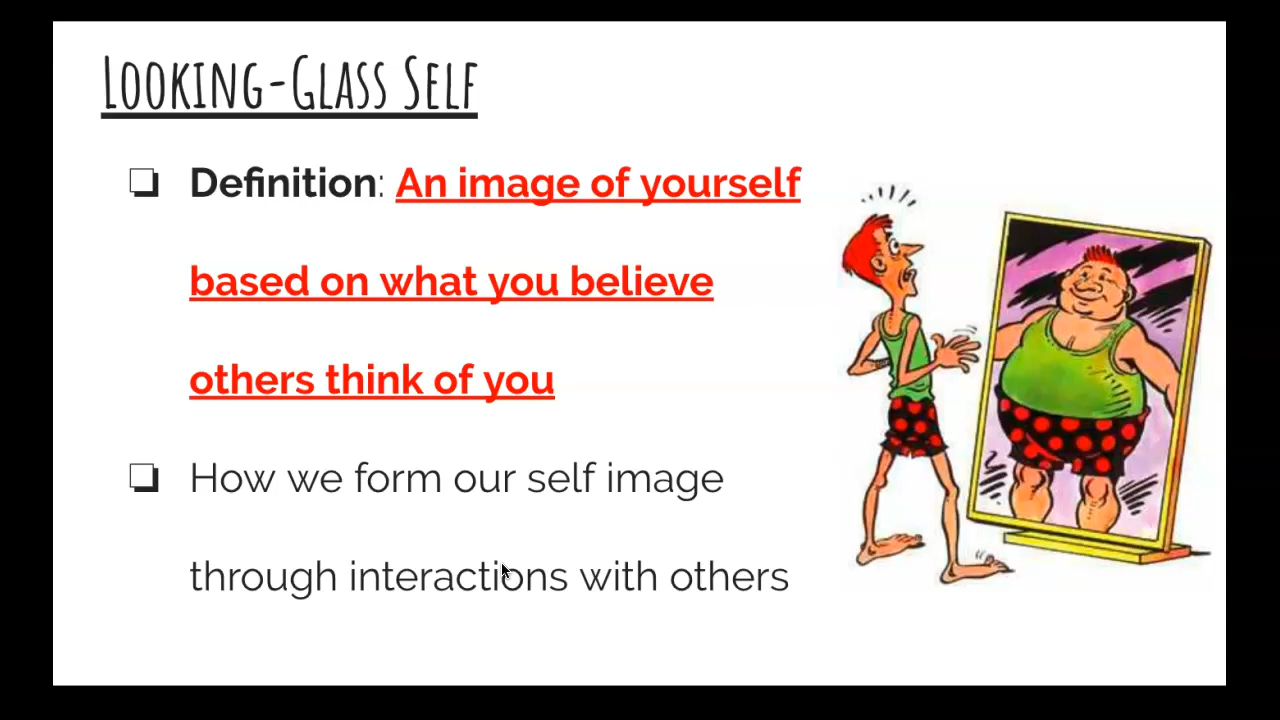 Looking-Glass Self
❏ Definition: An image of yourself
based on what you believe
others think of you
❏ How we form our self image
through interactions with others